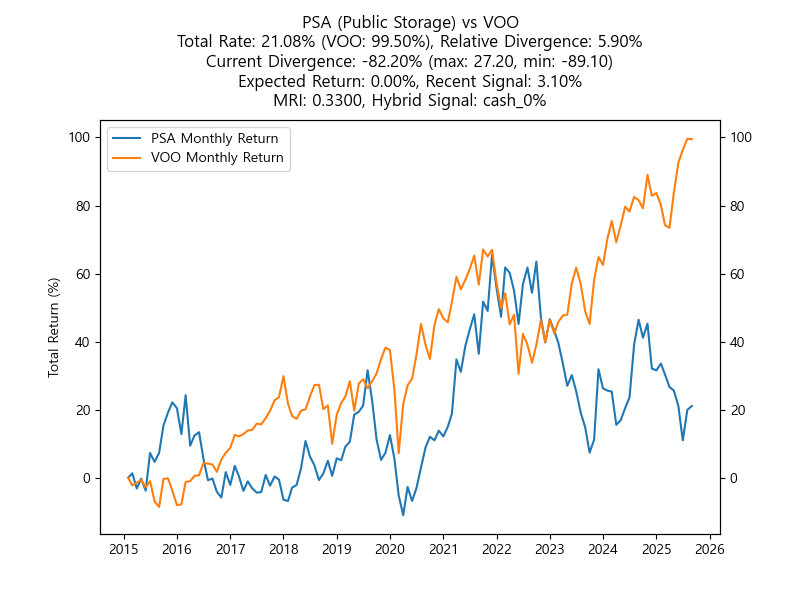 PSA (Public Storage) vs VOO
Total Rate: 21.08% (VOO: 99.50%), Relative Divergence: 5.90%
Current Divergence: -82.20% (max: 27.20, min: -89.10)
Expected Return: 0.00%, Recent Signal: 3.10%
MRI: 0.3300, Hybrid Signal: cash_0%
PSA Monthly Return
VOO Monthly Return
Total Return (%)
100
80
60
40
20
0
100
80
60
40
20
0
2015 2016 2017 2018 2019 2020 2021 2022 2023 2024 2025 2026